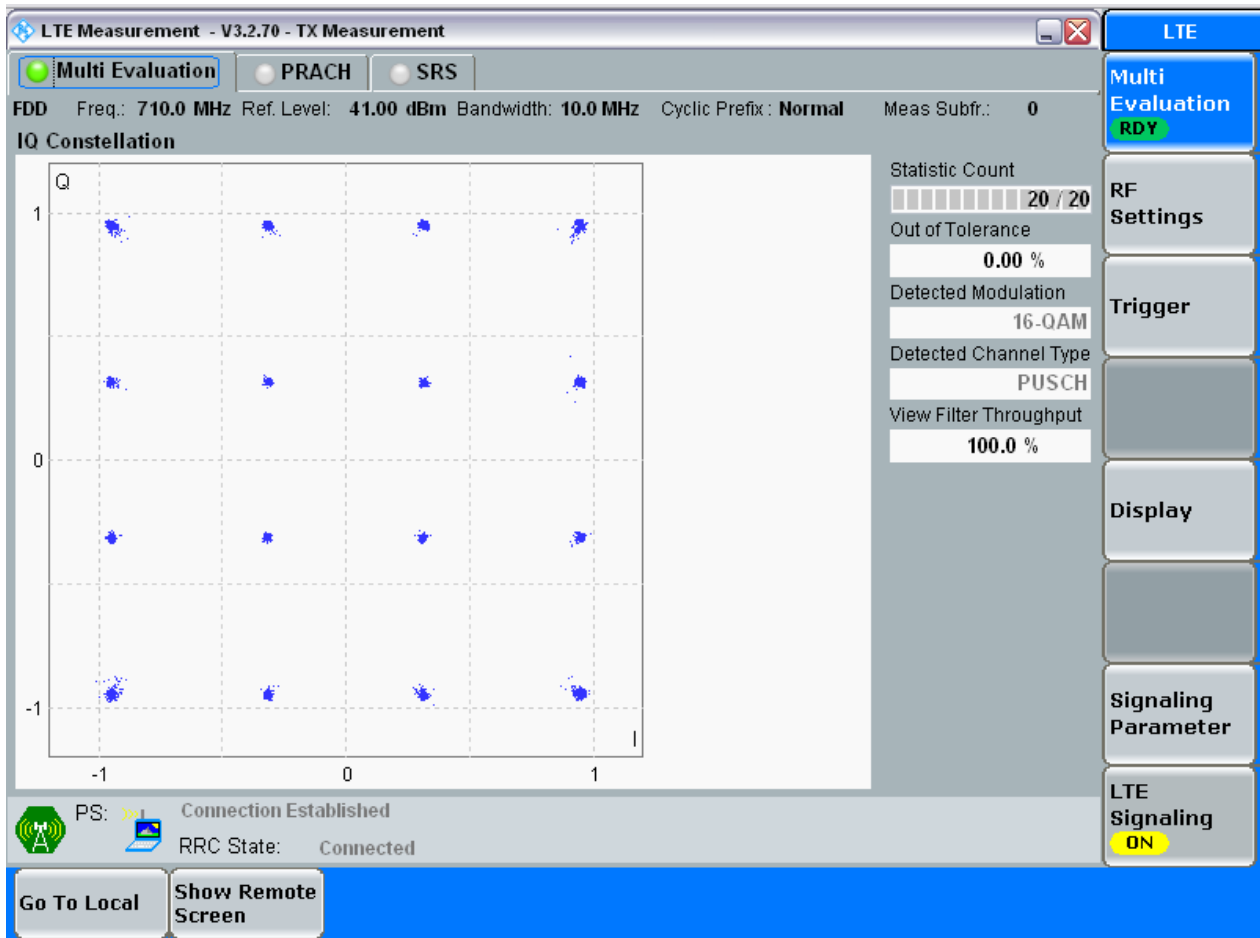 LTE Measurement - V3.2.70 - TX Measurement
LTE
Multi Evaluation PRACH SRS
FDD Freq.: 710.0 MHz Ref. Level: 41.00 dBm Bandwidth: 10.0 MHz Cyclic Prefix : Normal Meas Subfr.: 0
IQ Constellation
Q
1
0
-1
I
-1 0 1
Statistic Count
20 / 20
Out of Tolerance
0.00 %
Detected Modulation
16-QAM
Detected Channel Type
PUSCH
View Filter Throughput
100.0 %
Multi
Evaluation
RDY
RF
Settings
Trigger
Display
Signaling
Parameter
LTE
Signaling
ON
PS: Connection Established
RRC State: Connected
Go To Local
Show Remote
Screen